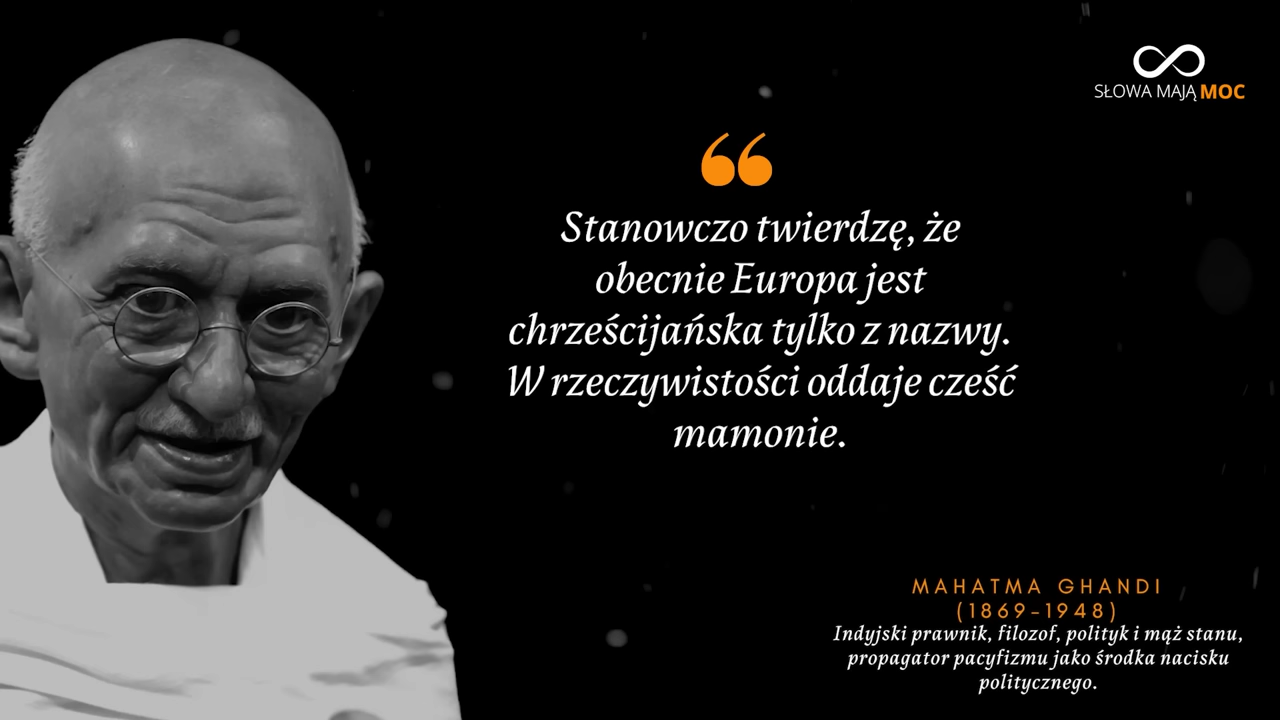 SŁOWA MAJĄ MOC
Stanowczo twierdzę, że
obecnie Europa jest
chrześcijańska tylko z nazwy.
W rzeczywistości oddaje cześć
mamonie.
MAHATMA GHANDI
(1869-1948)
Indyjski prawnik, filozof, polityk i mąż stanu,
propagator pacyfizmu jako środka nacisku
politycznego.